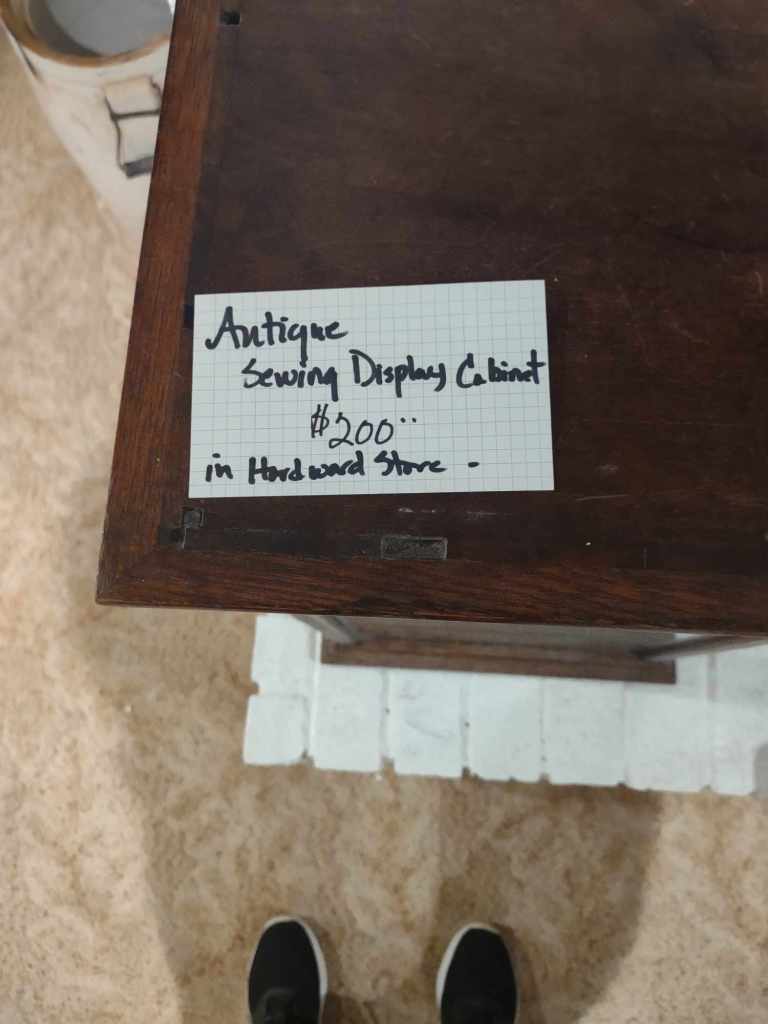 Antique
Sewing Display Cabinet
$200..
in Hardward Store -